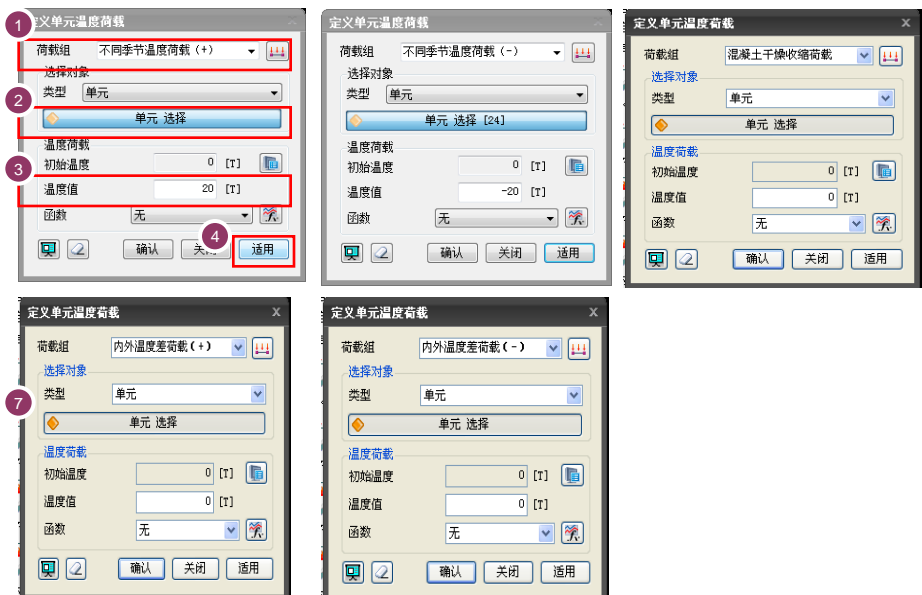 1
定义单元温度荷载
荷载组 不同季节温度荷载(+)
选择对象
2
类型 单元
单元 选择
温度荷载
3
初始温度 0 [T]
温度值 20 [T]
函数 无
4
确认 关闭 适用
定义单元温度荷载
荷载组 不同季节温度荷载(-)
选择对象
类型 单元
单元 选择 [24]
温度荷载
初始温度 0 [T]
温度值 -20 [T]
函数 无
确认 关闭 适用
定义单元温度荷载 X
荷载组 混凝土干燥收缩荷载
选择对象
类型 单元
单元 选择
温度荷载
初始温度 0 [T]
温度值 0 [T]
函数 无
确认 关闭 适用
定义单元温度荷载 X
荷载组 内外温度差荷载(+)
选择对象
7
类型 单元
单元 选择
温度荷载
初始温度 0 [T]
温度值 0 [T]
函数 无
确认 关闭 适用
定义单元温度荷载 X
荷载组 内外温度差荷载(-)
选择对象
类型 单元
单元 选择
温度荷载
初始温度 0 [T]
温度值 0 [T]
函数 无
确认 关闭 适用